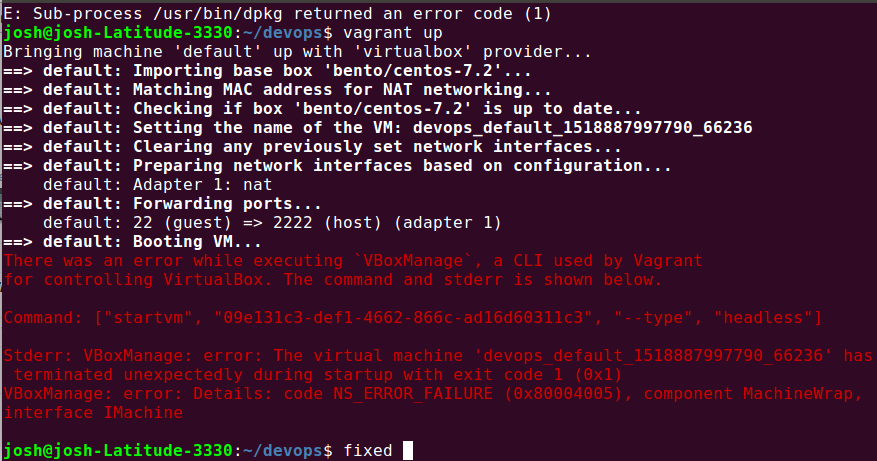 E: Sub-process /usr/bin/dpkg returned an error code (1)
josh@josh-Latitude-3330:~/devops$ vagrant up
Bringing machine 'default' up with 'virtualbox' provider...
==> default: Importing base box 'bento/centos-7.2'...
==> default: Matching MAC address for NAT networking...
==> default: Checking if box 'bento/centos-7.2' is up to date...
==> default: Setting the name of the VM: devops_default_1518887997790_66236
==> default: Clearing any previously set network interfaces...
==> default: Preparing network interfaces based on configuration...
    default: Adapter 1: nat
==> default: Forwarding ports...
    default: 22 (guest) => 2222 (host) (adapter 1)
==> default: Booting VM...
There was an error while executing `VBoxManage`, a CLI used by Vagrant
for controlling VirtualBox. The command and stderr is shown below.
Command: ["startvm", "09e131c3-def1-4662-866c-ad16d60311c3", "--type", "headless"]
Stderr: VBoxManage: error: The virtual machine 'devops_default_1518887997790_66236' has
 terminated unexpectedly during startup with exit code 1 (0x1)
VBoxManage: error: Details: code NS_ERROR_FAILURE (0x80004005), component MachineWrap,
interface IMachine
josh@josh-Latitude-3330:~/devops$ fixed